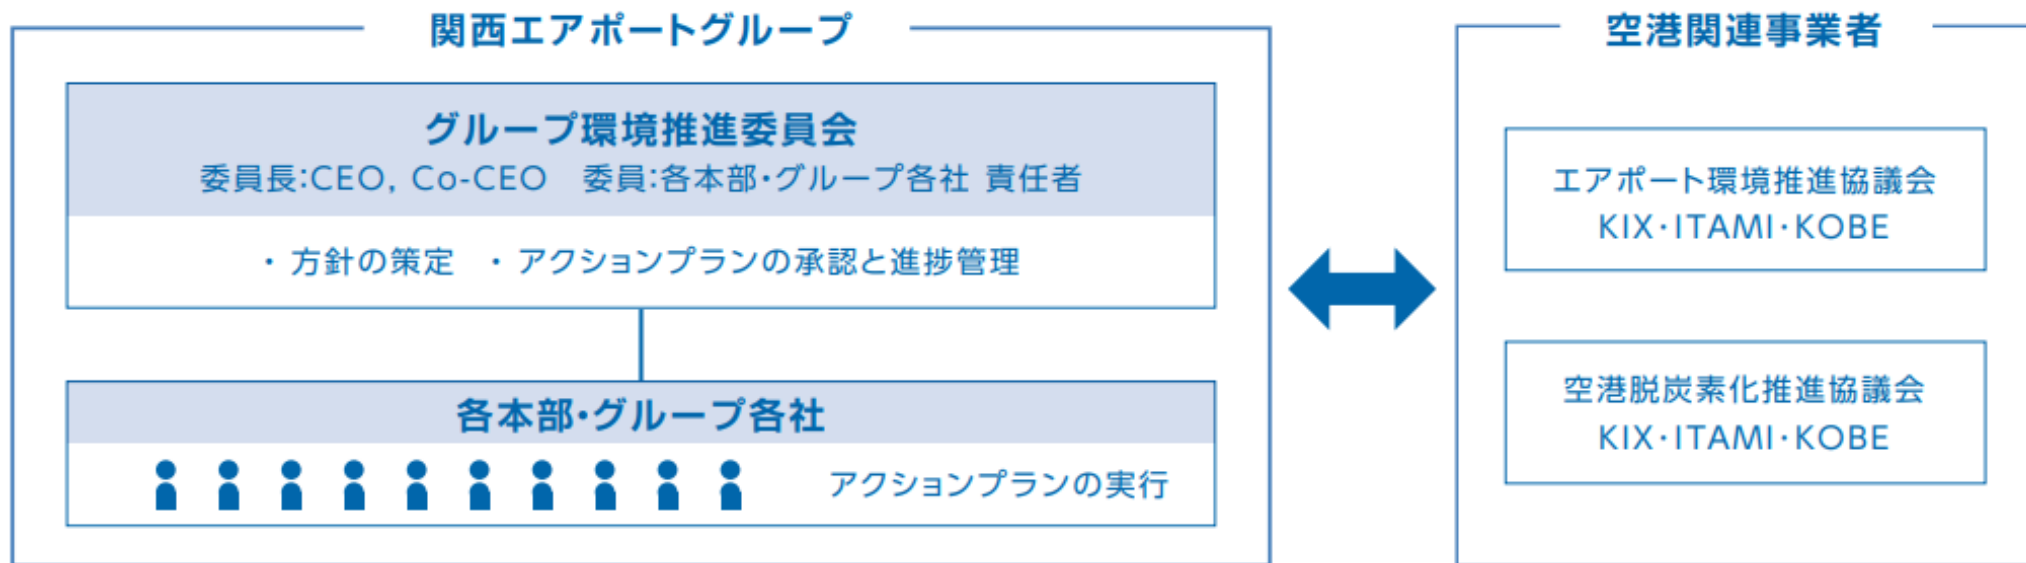 関西エアポートグループ
グループ環境推進委員会
委員長:CEO, Co-CEO 委員:各本部・グループ各社 責任者
・ 方針の策定 ・ アクションプランの承認と進捗管理
各本部・グループ各社
アクションプランの実行
空港関連事業者
エアポート環境推進協議会
KIX・ITAMI・KOBE
空港脱炭素化推進協議会
KIX・ITAMI・KOBE